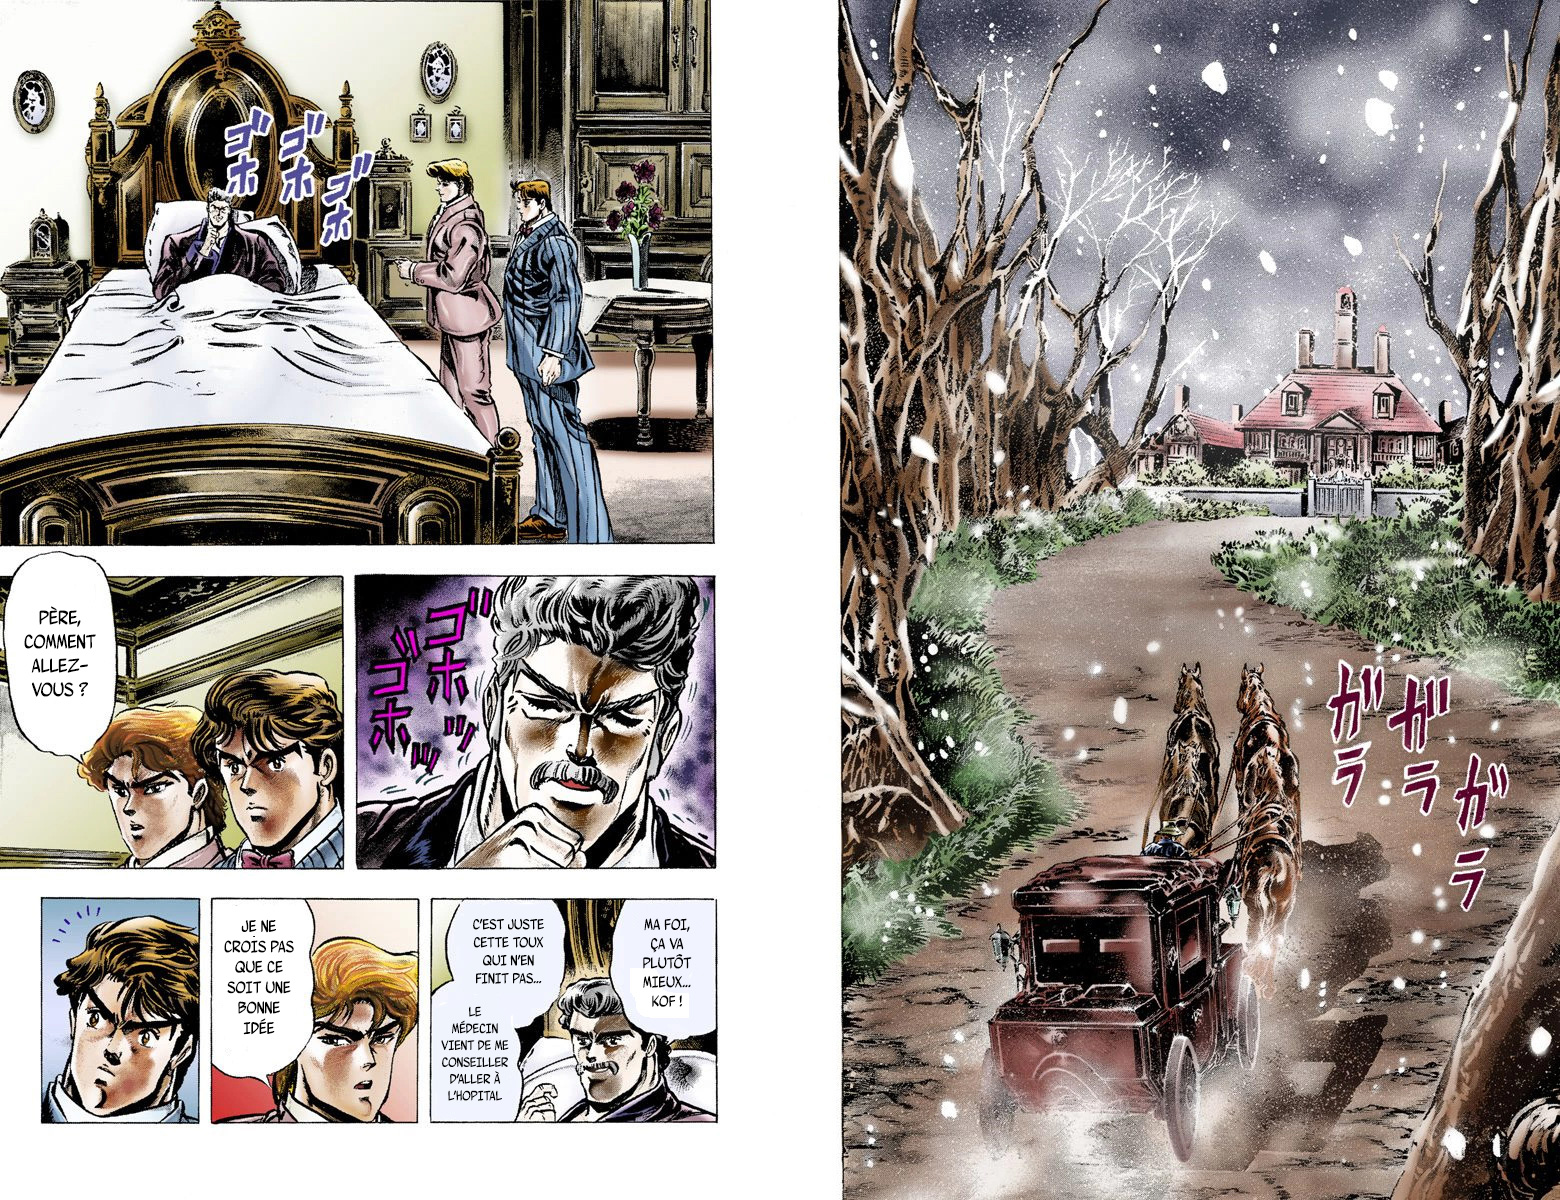 ガラ
ガラ
ガラ
ゴホ
ゴホ
ゴホ
ゴホッ
ゴホッ
PÈRE,
COMMENT
ALLEZ-
VOUS ?
MA FOI,
ÇA VA
PLUTÔT
MIEUX...
KOF !
C'EST JUSTE
CETTE TOUX
QUI N'EN
FINIT PAS...
LE
MÉDECIN
VIENT DE ME
CONSEILLER
D'ALLER À
L'HOPITAL
JE NE
CROIS PAS
QUE CE
SOIT UNE
BONNE
IDÉE